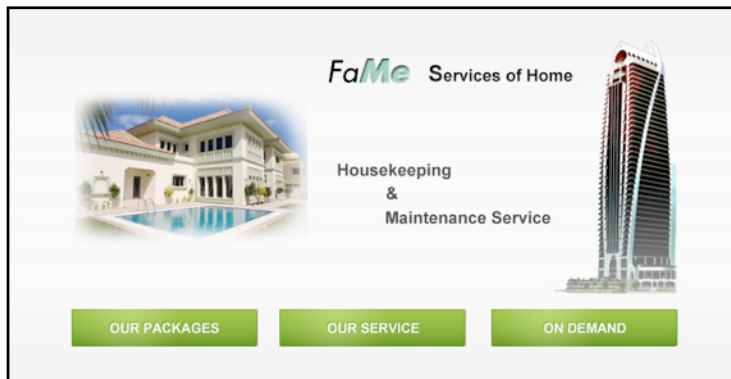 FaMe Services of Home
Housekeeping
&
Maintenance Service
OUR PACKAGES
OUR SERVICE
ON DEMAND